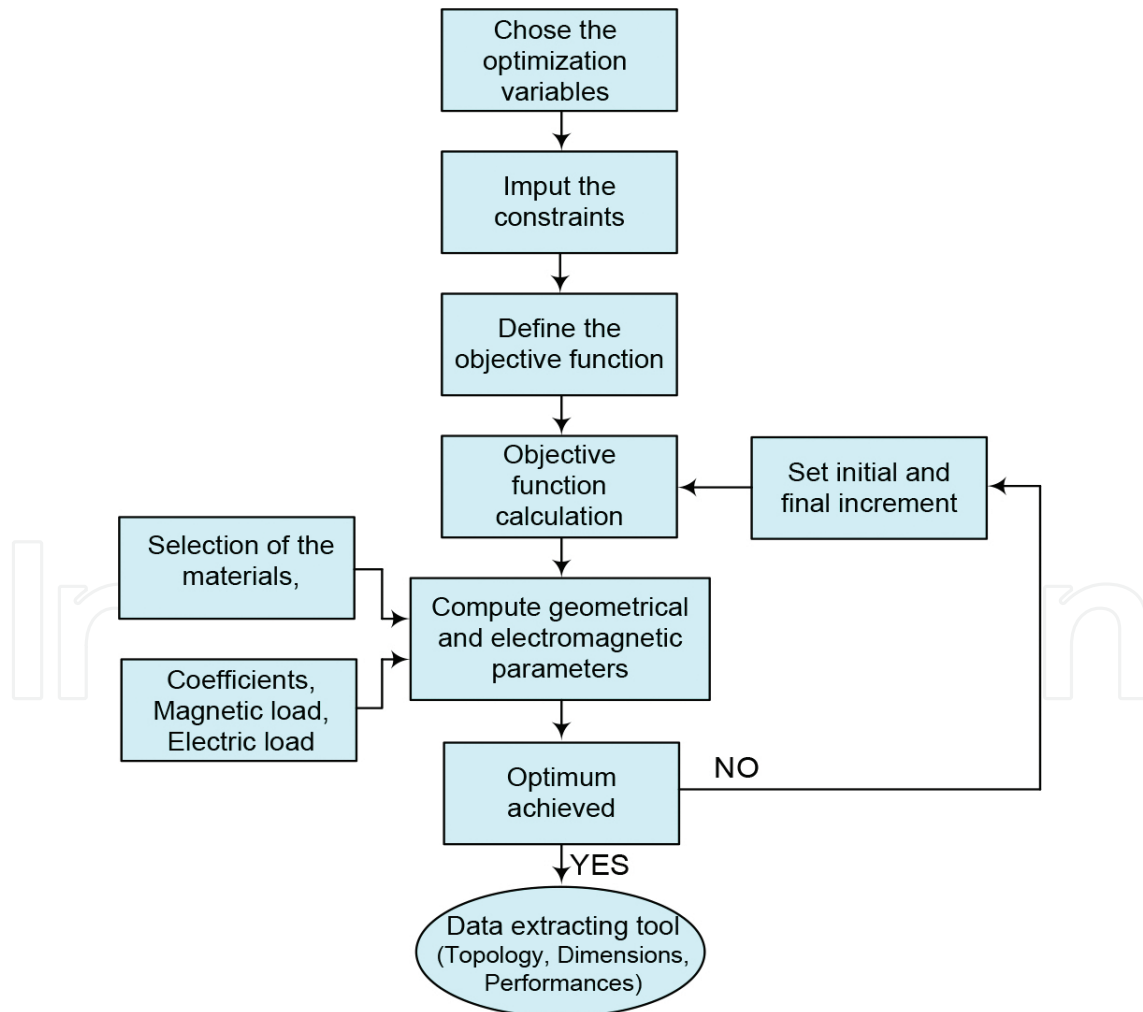 Chose the
optimization
variables
Imput the
constraints
Define the
objective function
Objective
function
calculation
Set initial and
final increment
Selection of the
materials,
Compute geometrical
and electromagnetic
parameters
Coefficients,
Magnetic load,
Electric load
Optimum
achieved
NO
YES
Data extracting tool
(Topology, Dimensions,
Performances)